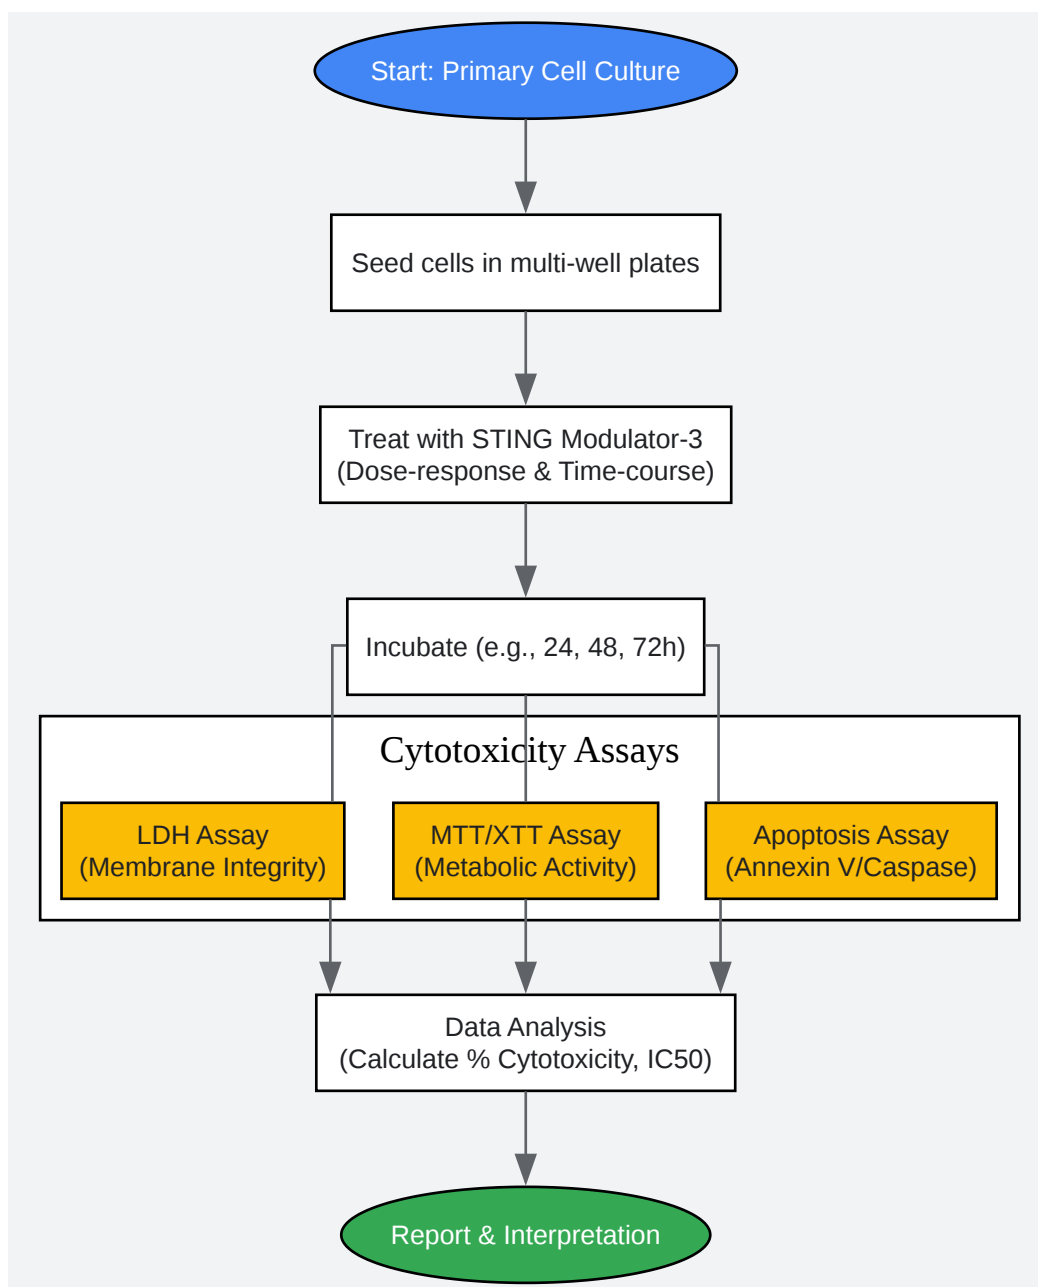 Start: Primary Cell Culture
Seed cells in multi-well plates
Treat with STING Modulator-3
(Dose-response & Time-course)
Incubate (e.g., 24, 48, 72h)
Cytotoxicity Assays
LDH Assay
(Membrane Integrity)
MTT/XTT Assay
(Metabolic Activity)
Apoptosis Assay
(Annexin V/Caspase)
Data Analysis
(Calculate % Cytotoxicity, IC50)
Report & Interpretation